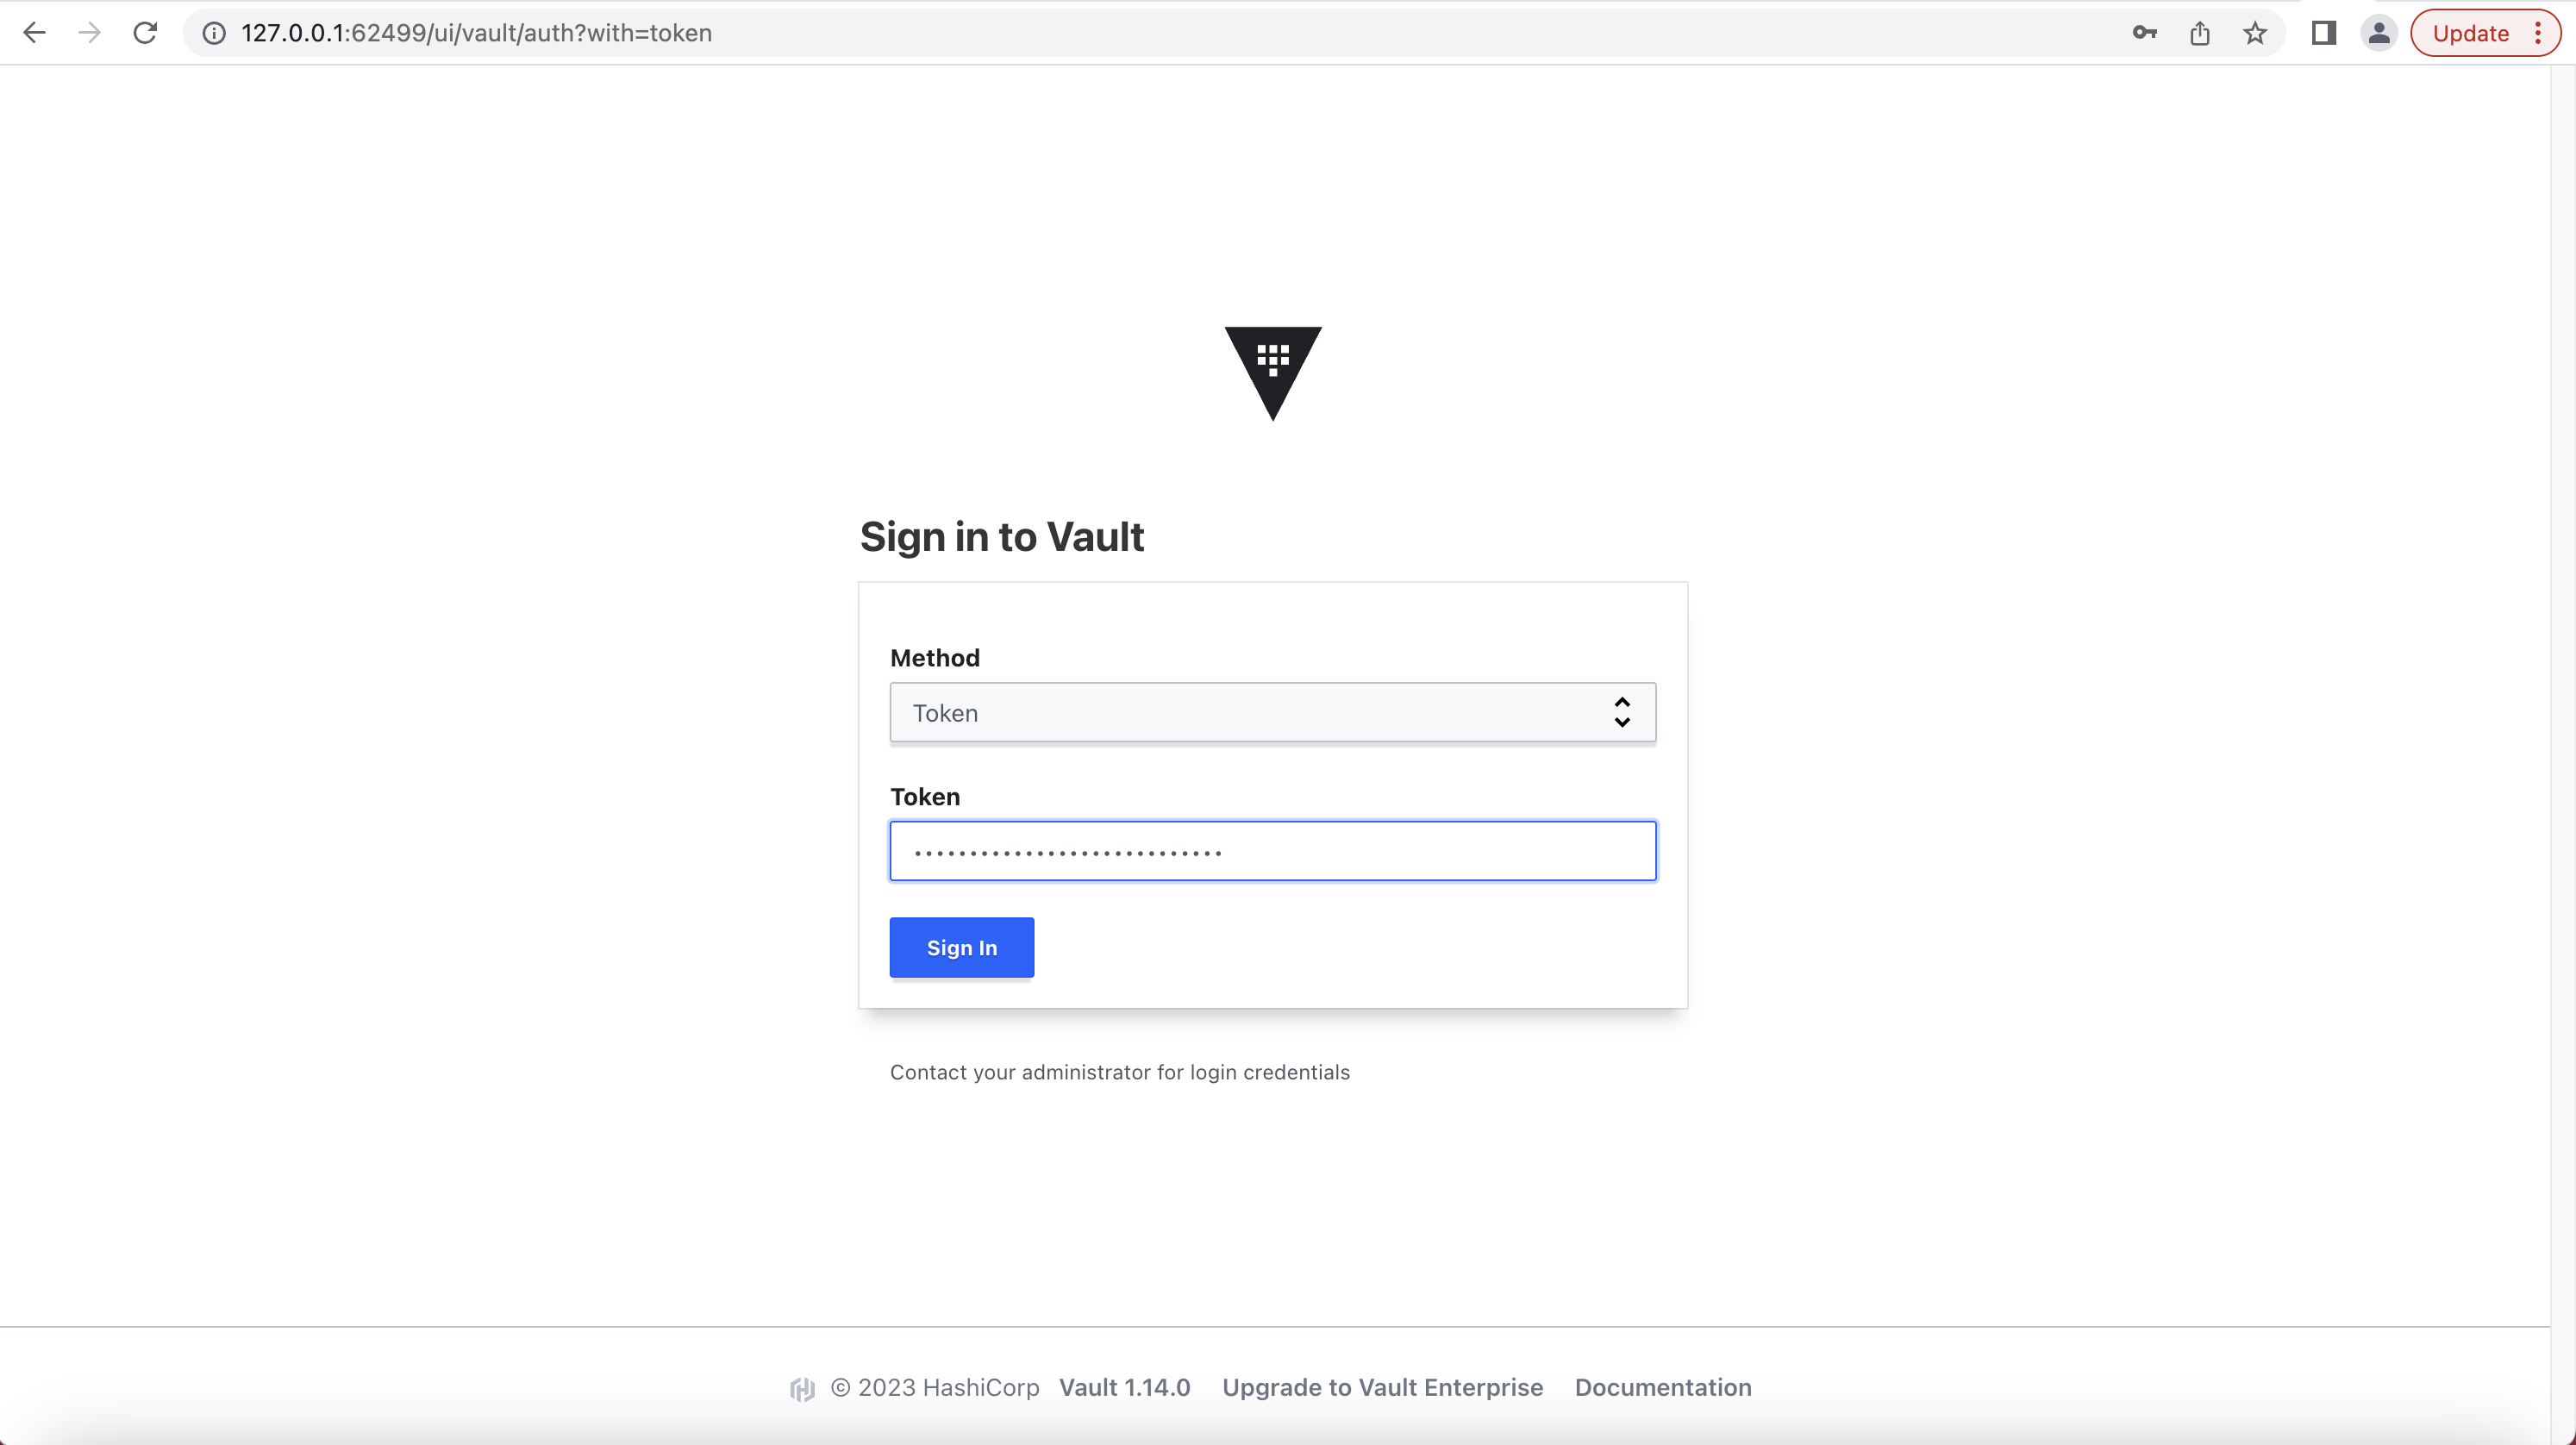 127.0.0.1:62499/ui/vault/auth?with=token
Update
Sign in to Vault
Method
Token
Token
••••••••••••••••••••••••••••
Sign In
Contact your administrator for login credentials
© 2023 HashiCorp Vault 1.14.0 Upgrade to Vault Enterprise Documentation